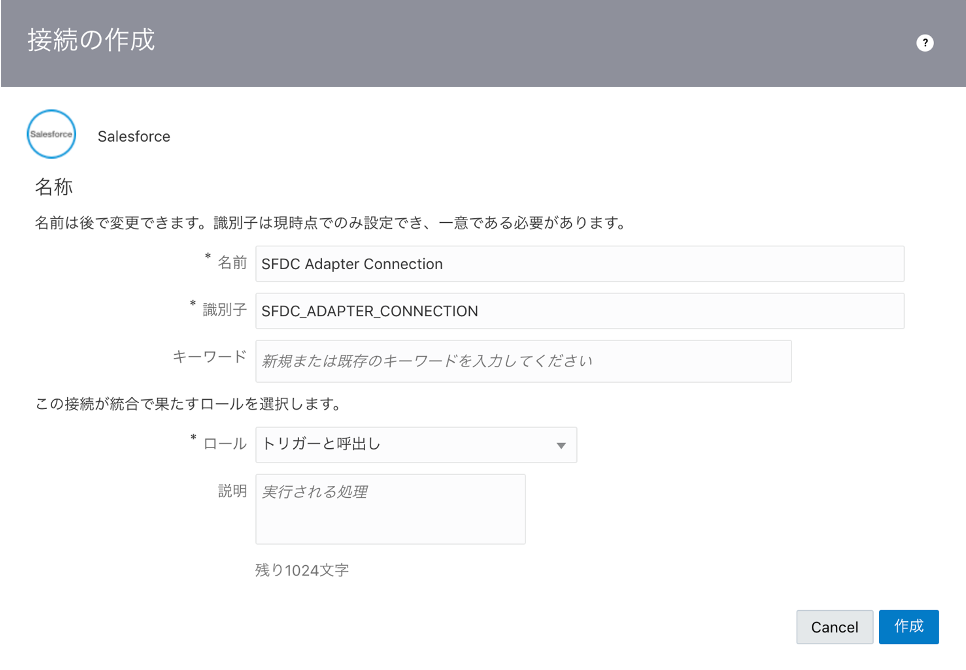 接続の作成
?
Salesforce
Salesforce
名称
名前は後で変更できます。識別子は現時点でのみ設定でき、一意である必要があります。
* 名前 SFDC Adapter Connection
* 識別子 SFDC_ADAPTER_CONNECTION
キーワード 新規または既存のキーワードを入力してください
この接続が統合で果たすロールを選択します。
* ロール トリガーと呼出し
説明 実行される処理
残り1024文字
Cancel 作成